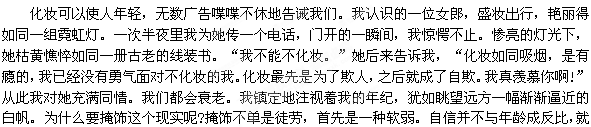 化妆可以使人年轻，无数广告喋喋不休地告诫我们。我认识的一位女郎，盛妆出行，艳丽得
如同一组霓虹灯。一次半夜里我为她传一个电话，门开的一瞬间，我惊愕不止。惨亮的灯光下，
她枯黄憔悴如同一册古老的线装书。“我不能不化妆。”她后来告诉我，“化妆如同吸烟，是有
瘾的，我已经没有勇气面对不化妆的我。化妆最先是为了欺人，之后就成了自欺。我真羡慕你啊！”
从此我对她充满同情。我们都会衰老。我镇定地注视着我的年纪，犹如眺望远方一幅渐渐逼近的
白帆。为什么要掩饰这个现实呢?掩饰不单是徒劳，首先是一种软弱。自信并不与年龄成反比，就